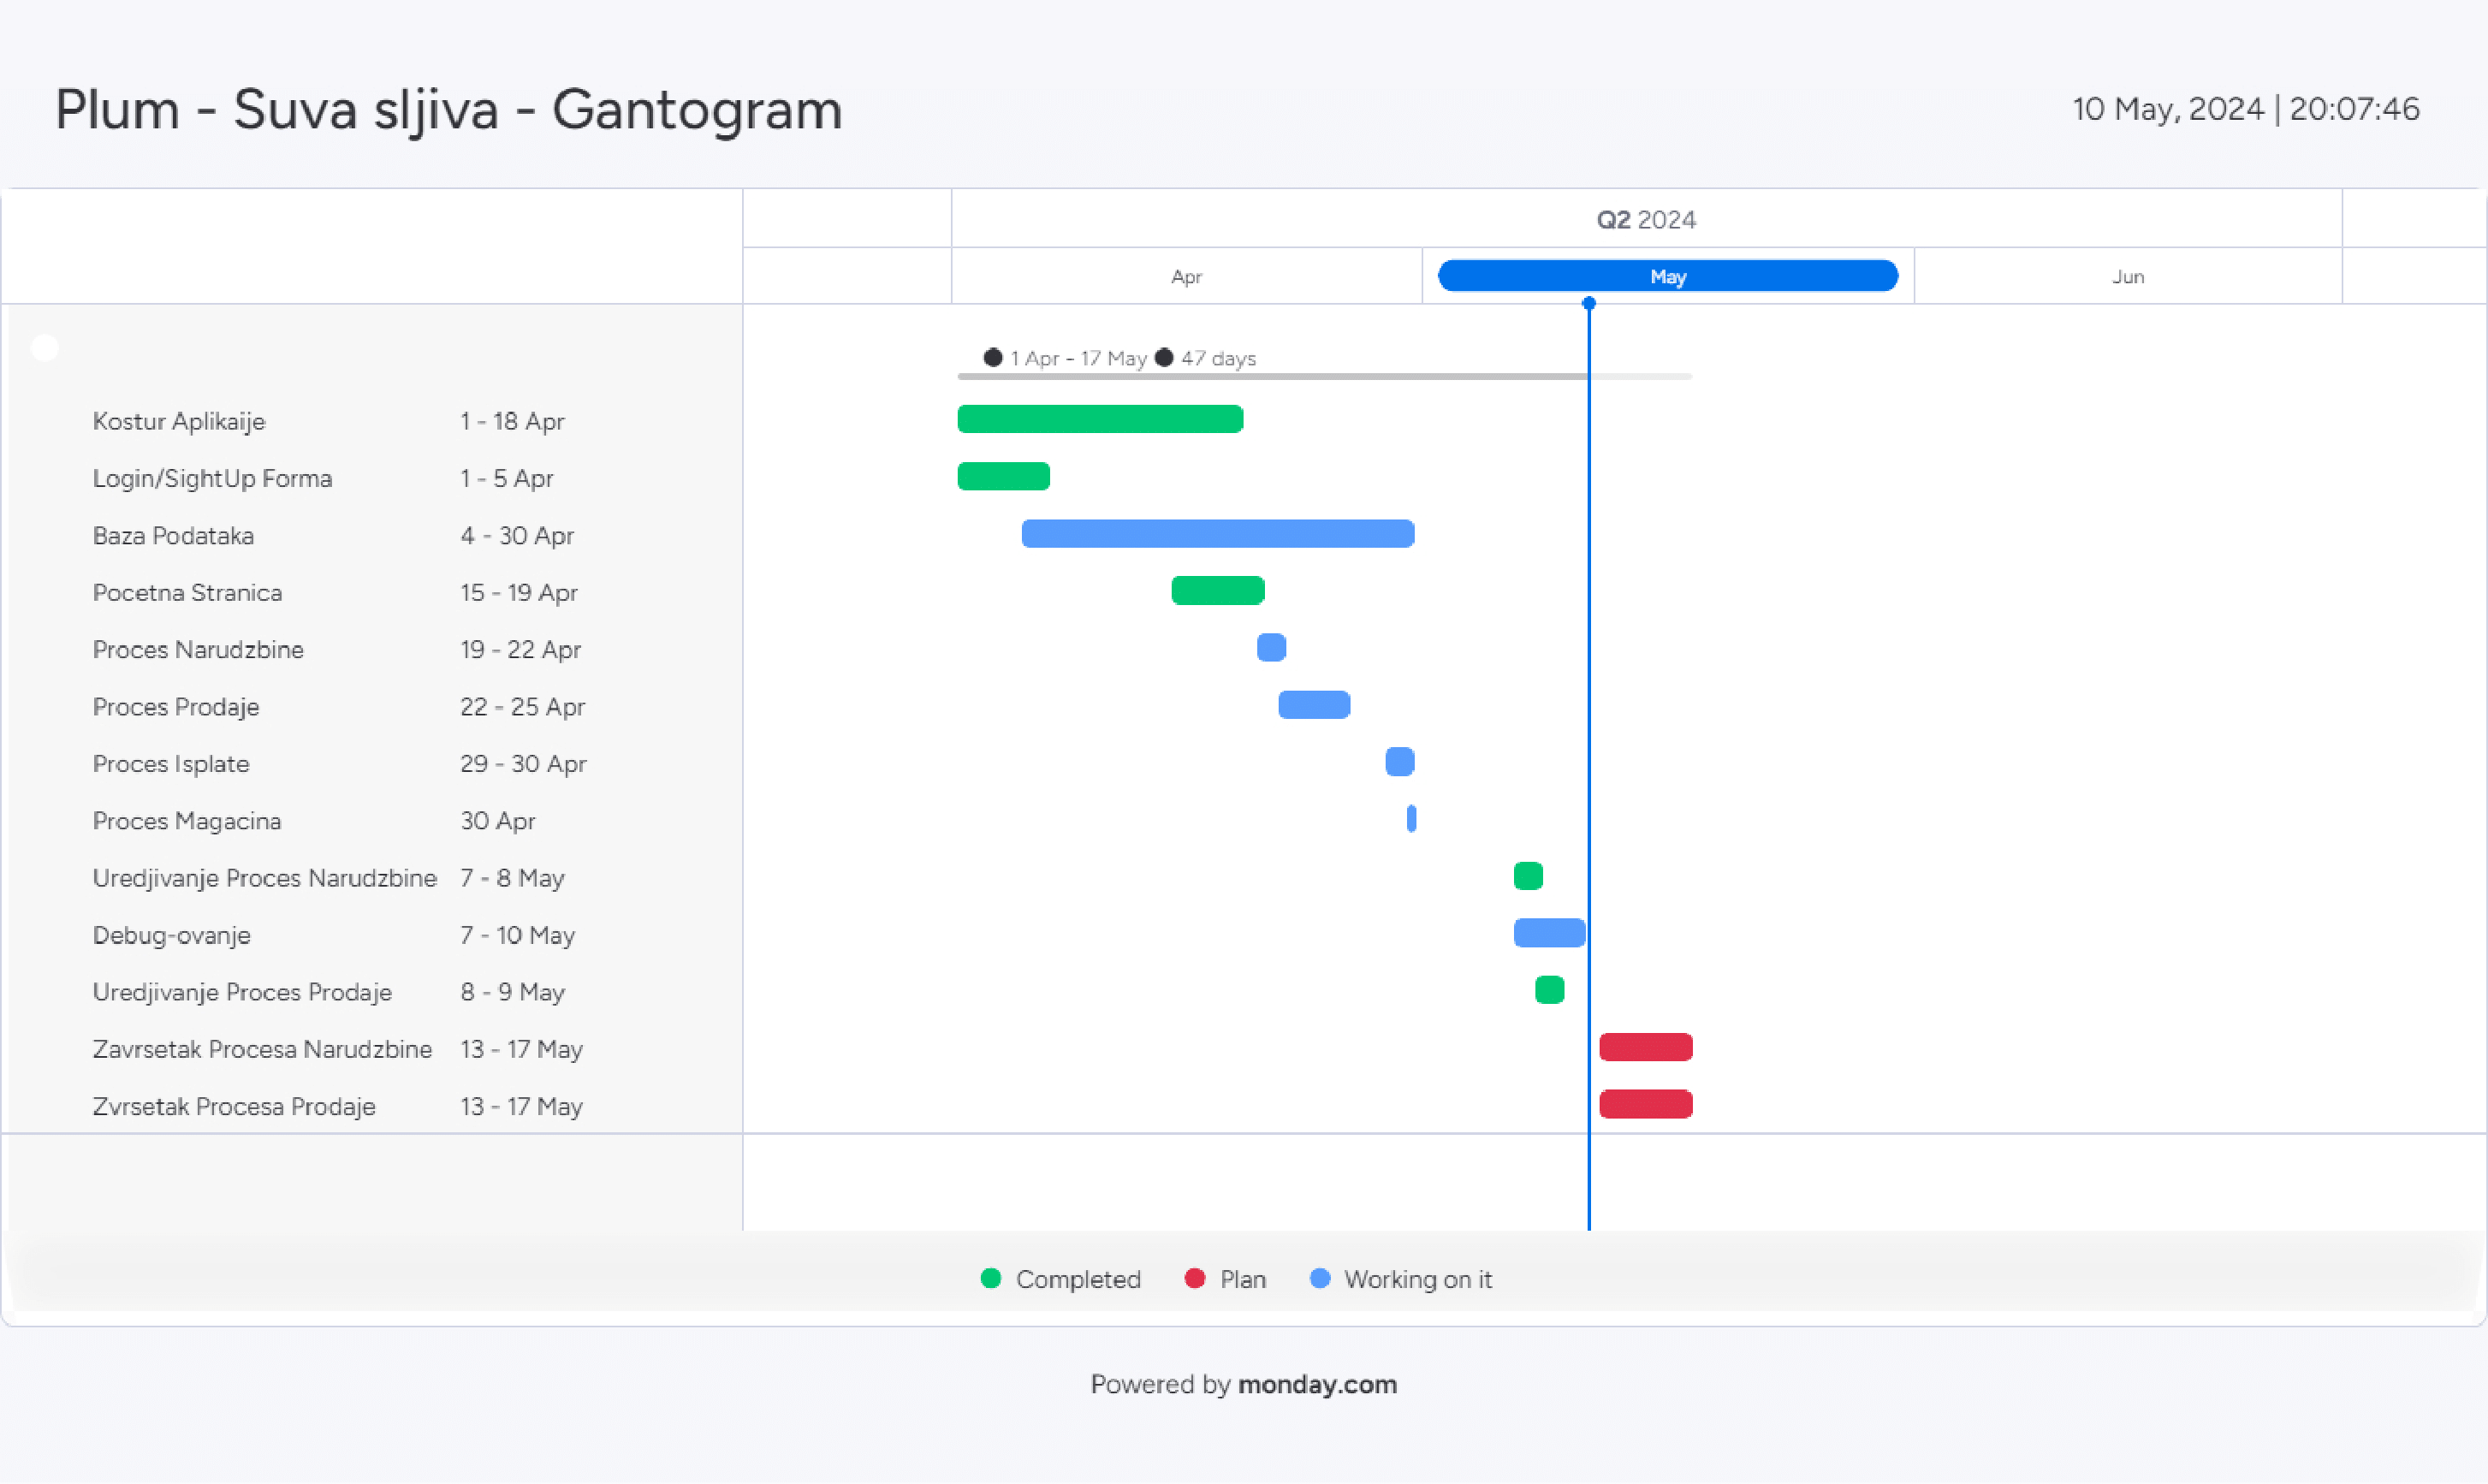 Plum - Suva sljiva - Gantogram
10 May, 2024 | 20:07:46
Q2 2024
Apr May Jun
1 Apr - 17 May 47 days
Kostur Aplikaije 1 - 18 Apr
Login/SightUp Forma 1 - 5 Apr
Baza Podataka 4 - 30 Apr
Pocetna Stranica 15 - 19 Apr
Proces Narudzbine 19 - 22 Apr
Proces Prodaje 22 - 25 Apr
Proces Isplate 29 - 30 Apr
Proces Magacina 30 Apr
Uredjivanje Proces Narudzbine 7 - 8 May
Debug-ovanje 7 - 10 May
Uredjivanje Proces Prodaje 8 - 9 May
Zavrsetak Procesa Narudzbine 13 - 17 May
Zvrsetak Procesa Prodaje 13 - 17 May
Completed Plan Working on it
Powered by monday.com